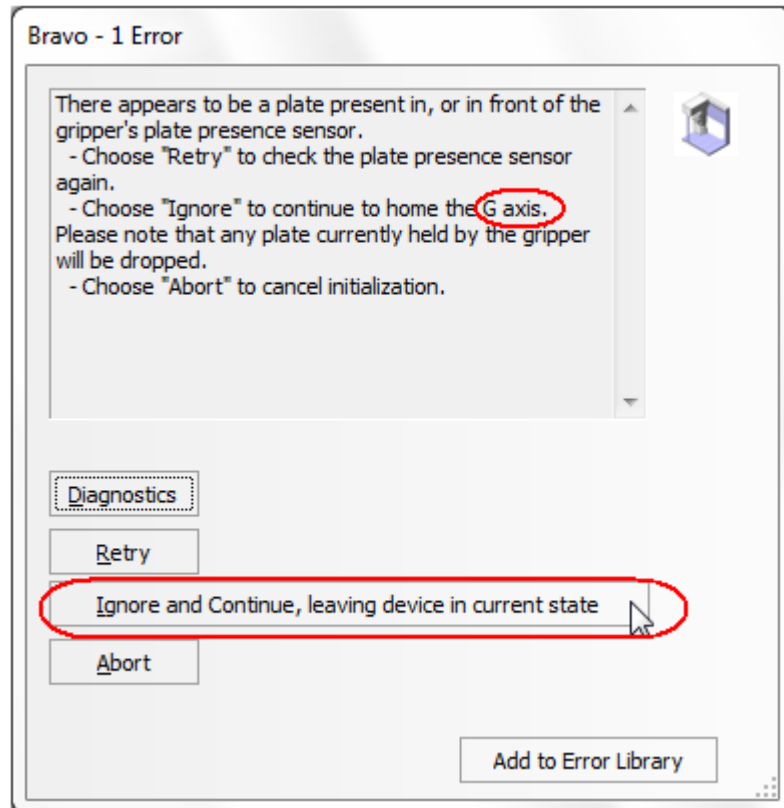 Bravo - 1 Error
There appears to be a plate present in, or in front of the
gripper's plate presence sensor.
- Choose "Retry" to check the plate presence sensor
again.
- Choose "Ignore" to continue to home the G axis.
Please note that any plate currently held by the gripper
will be dropped.
- Choose "Abort" to cancel initialization.
Diagnostics
Retry
Ignore and Continue, leaving device in current state
Abort
Add to Error Library